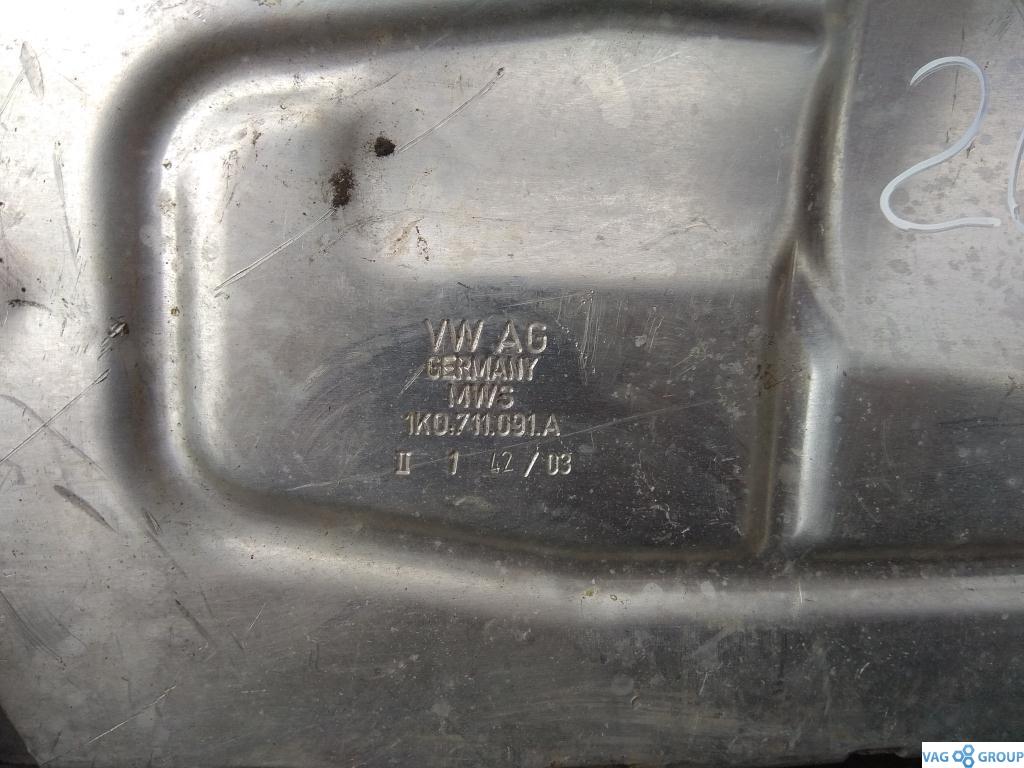 VW AG
GERMANY
MWS
1K0.711.091.A
II 1 42 / 03
VAG GROUP